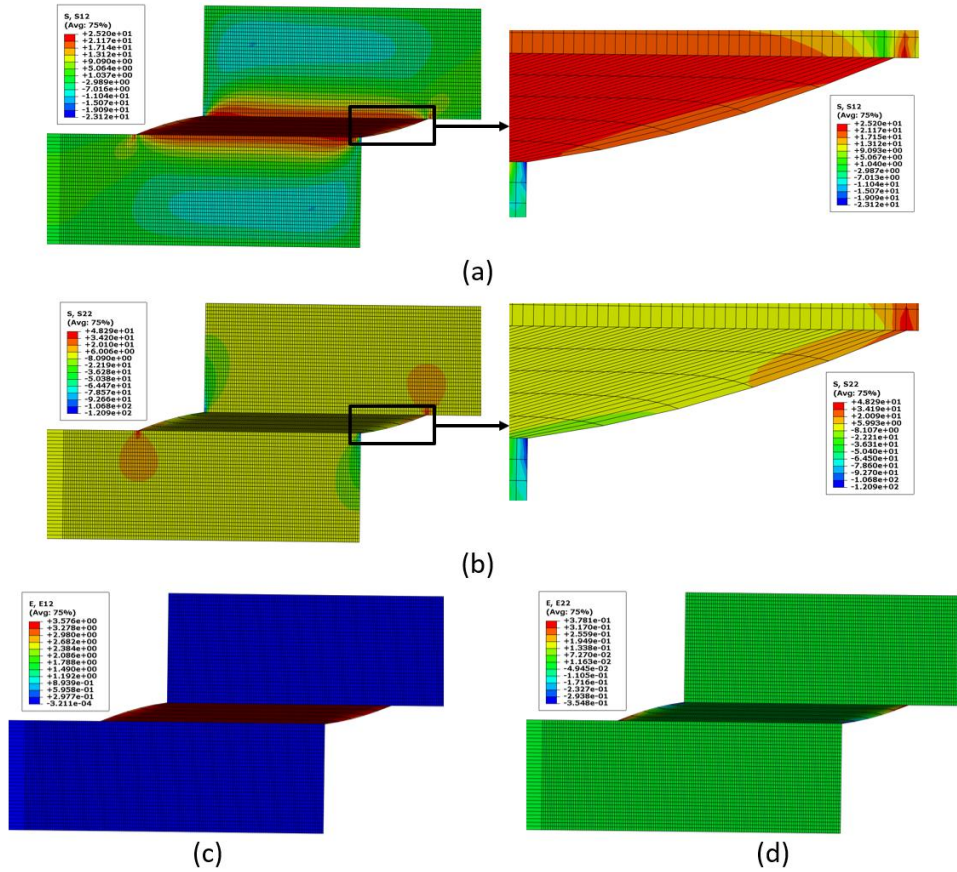 S, S12
(Avg: 75%)
+2.520e+01
+2.117e+01
+1.714e+01
+1.312e+01
+9.090e+00
+5.064e+00
+1.037e+00
-2.989e+00
-7.016e+00
-1.104e+01
-1.507e+01
-1.909e+01
-2.312e+01
S, S12
(Avg: 75%)
+2.520e+01
+2.117e+01
+1.715e+01
+1.312e+01
+9.093e+00
+5.067e+00
+1.040e+00
-2.987e+00
-7.013e+00
-1.104e+01
-1.507e+01
-1.909e+01
-2.312e+01
(a)
S, S22
(Avg: 75%)
+4.829e+01
+3.420e+01
+2.010e+01
+6.006e+00
-8.090e+00
-2.219e+01
-3.628e+01
-5.038e+01
-6.447e+01
-7.857e+01
-9.266e+01
-1.068e+02
-1.209e+02
S, S22
(Avg: 75%)
+4.829e+01
+3.419e+01
+2.009e+01
+5.993e+00
-8.107e+00
-2.221e+01
-3.631e+01
-5.040e+01
-6.450e+01
-7.860e+01
-9.270e+01
-1.068e+02
-1.209e+02
(b)
E, E12
(Avg: 75%)
+3.576e+00
+3.278e+00
+2.980e+00
+2.682e+00
+2.384e+00
+2.086e+00
+1.788e+00
+1.490e+00
+1.192e+00
+8.939e-01
+5.958e-01
+2.977e-01
-3.211e-04
(c)
E, E22
(Avg: 75%)
+3.781e-01
+3.170e-01
+2.559e-01
+1.949e-01
+1.338e-01
+7.270e-02
+1.163e-02
-4.945e-02
-1.105e-01
-1.716e-01
-2.327e-01
-2.938e-01
-3.548e-01
(d)